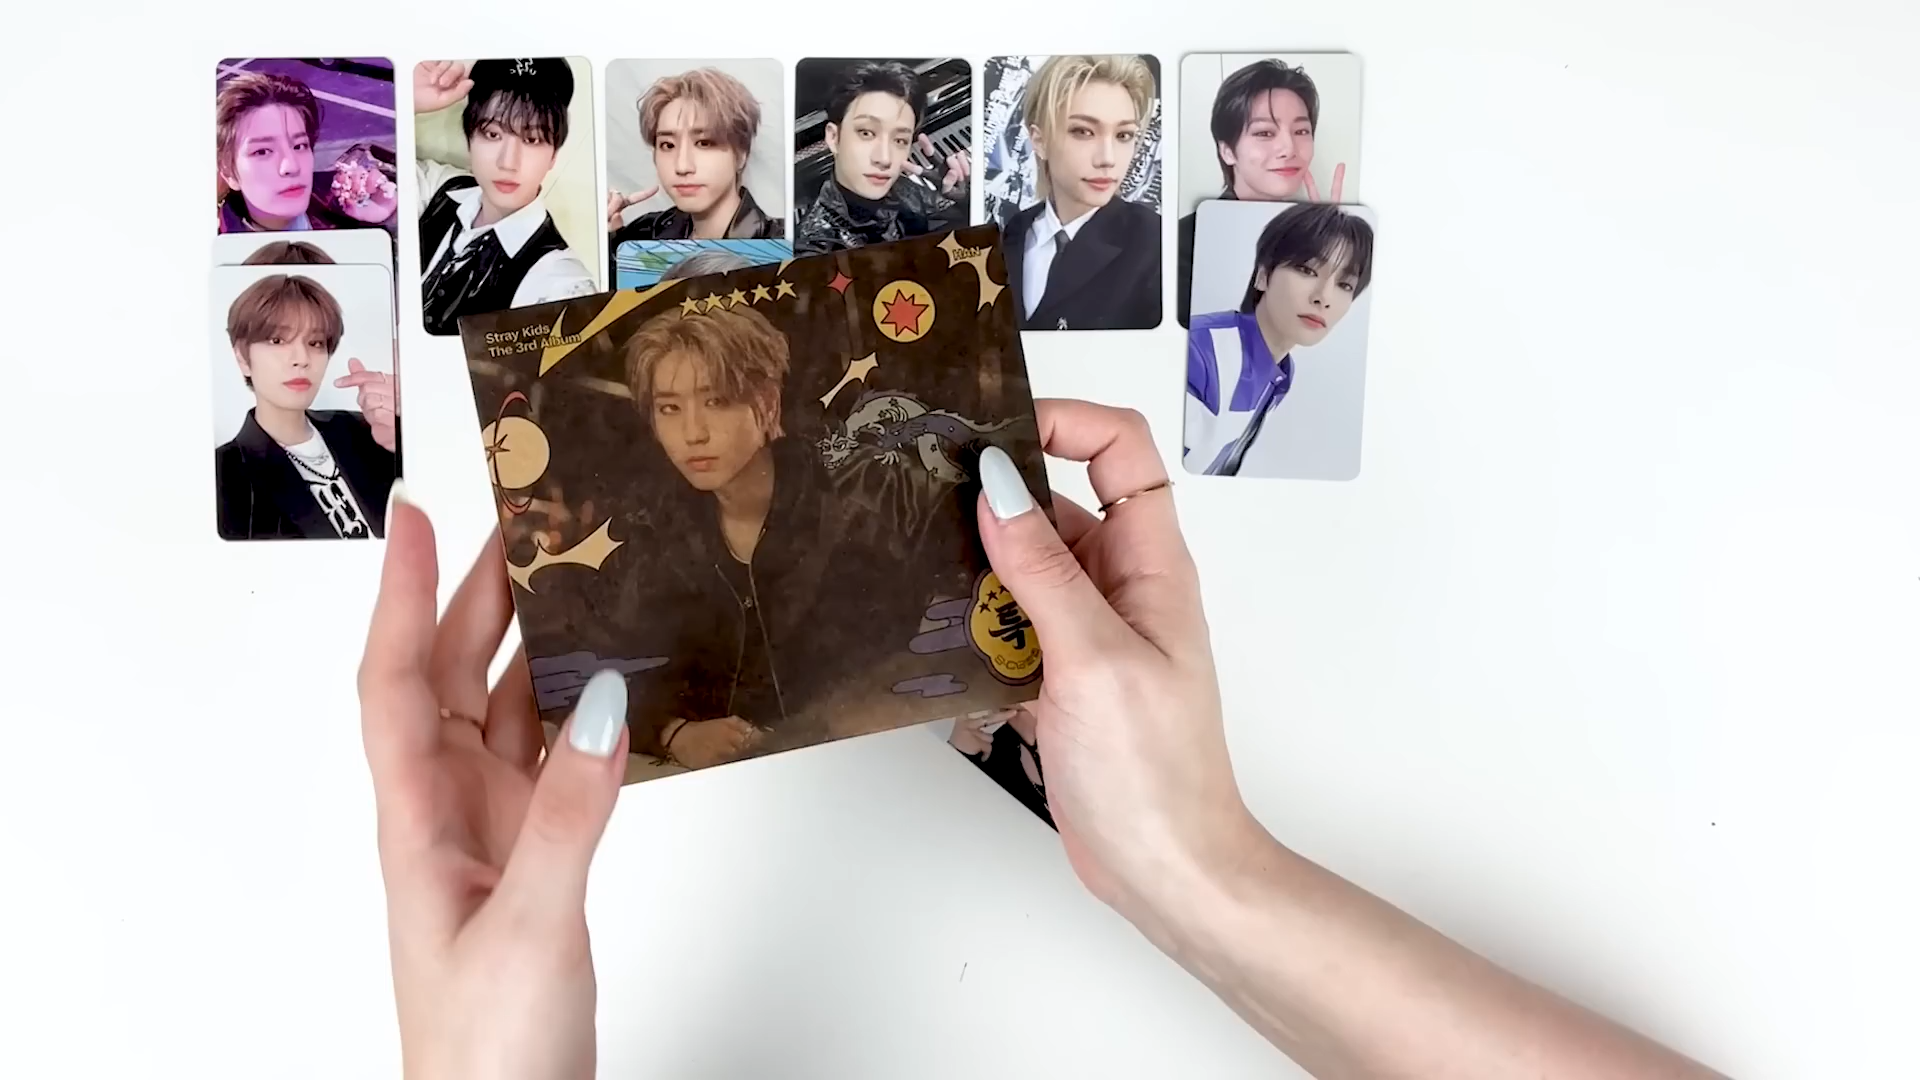 Stray Kids
The 3rd Album
HAN
특